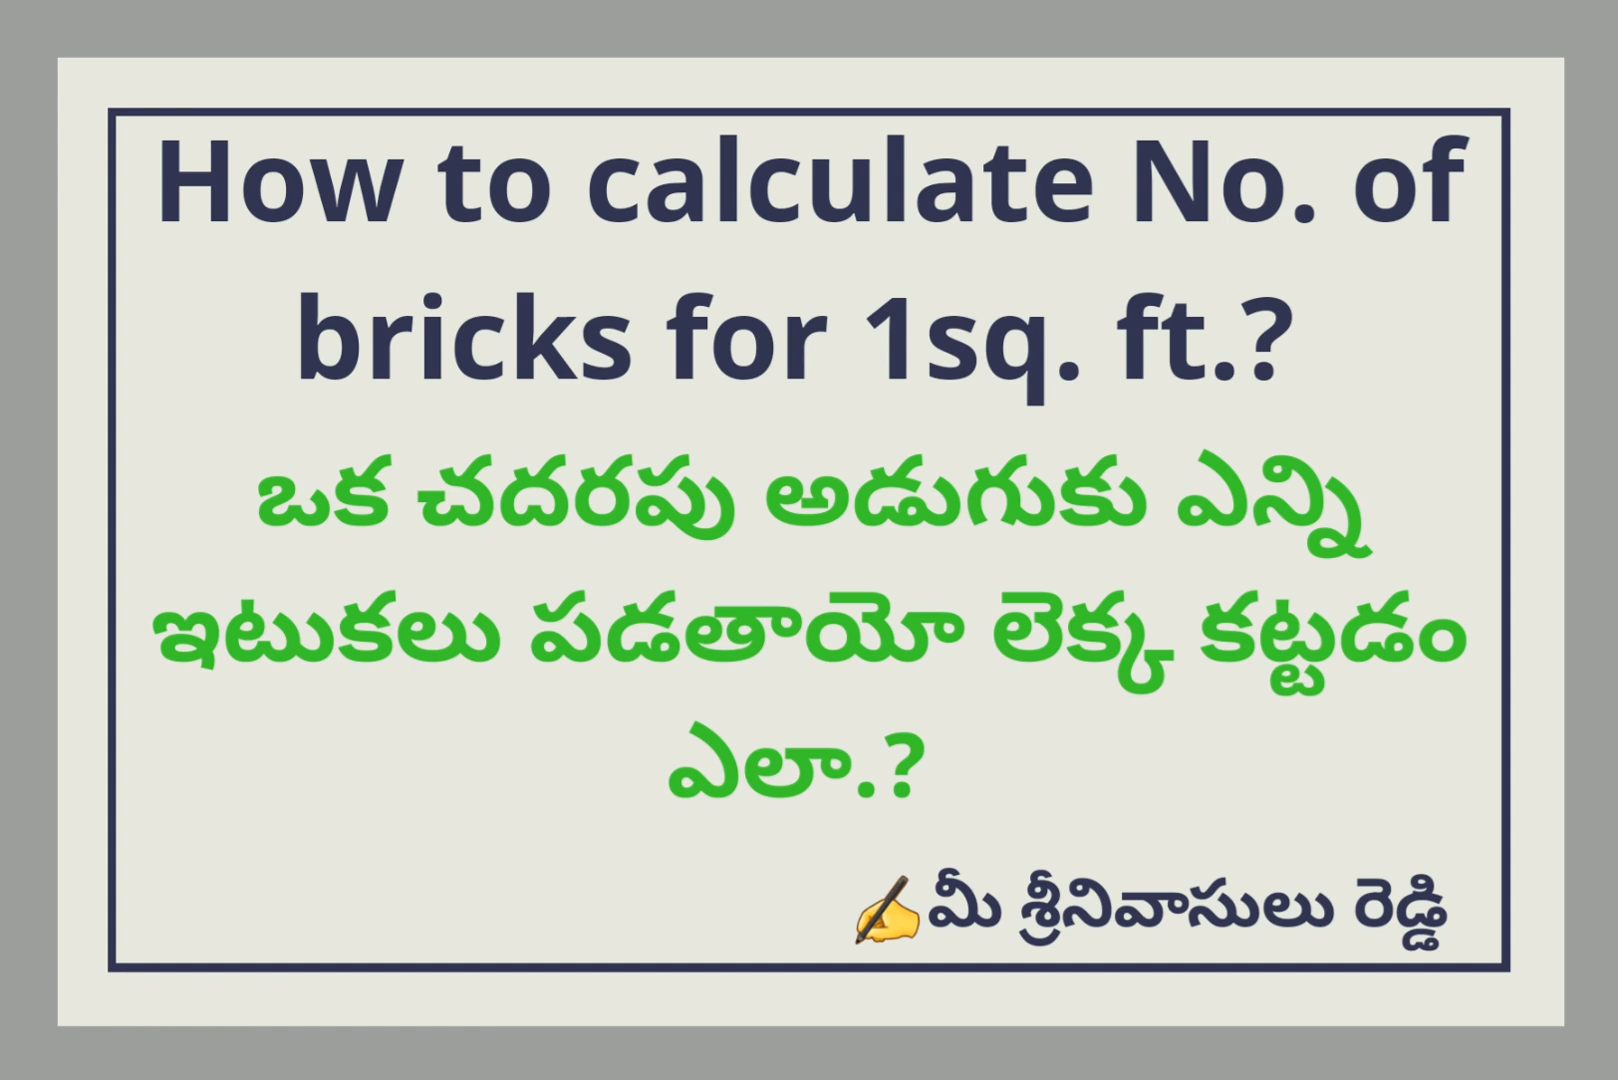 How to calculate No. of
bricks for 1sq. ft.?
ఒక చదరపు అడుగుకు ఎన్ని
ఇటుకలు పడతాయో లెక్క కట్టడం
ఎలా.?
✍️మీ శ్రీనివాసులు రెడ్డి